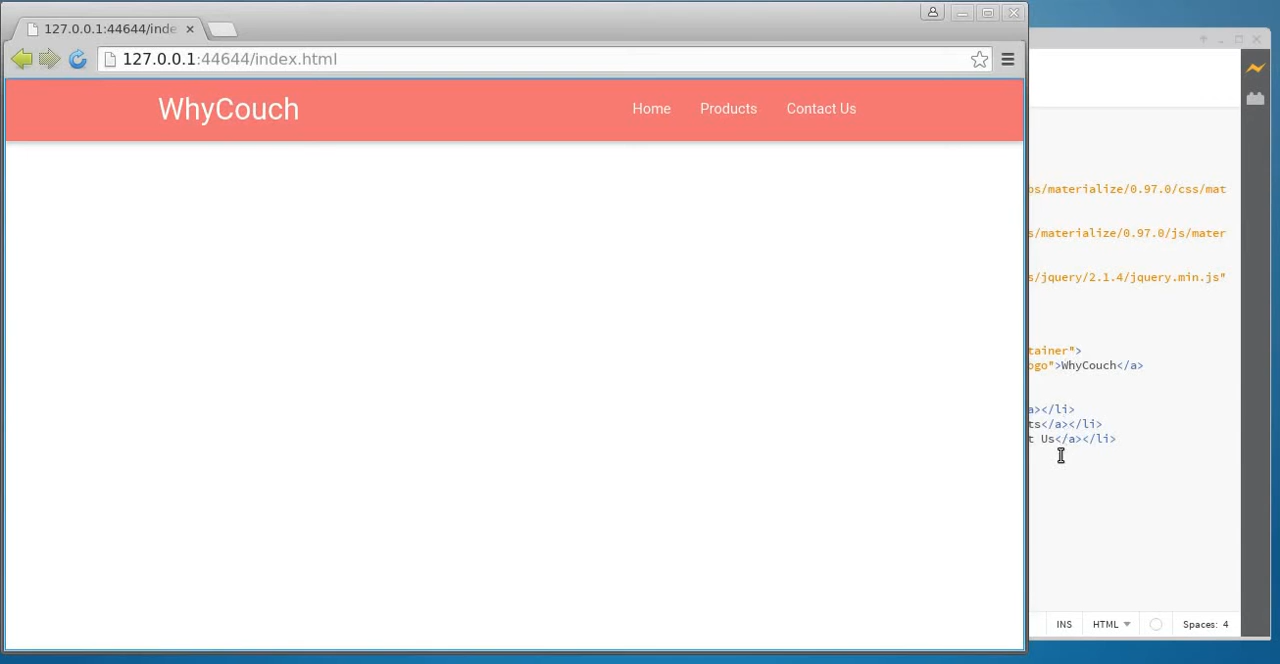 127.0.0.1:44644/inde
127.0.0.1:44644/index.html
WhyCouch
Home
Products
Contact Us
bs/materialize/0.97.0/css/mat
s/materialize/0.97.0/js/mater
s/jquery/2.1.4/jquery.min.js"
tainer">
ogo">WhyCouch</a>
a></li>
ts</a></li>
t Us</a></li>
INS
HTML
Spaces: 4